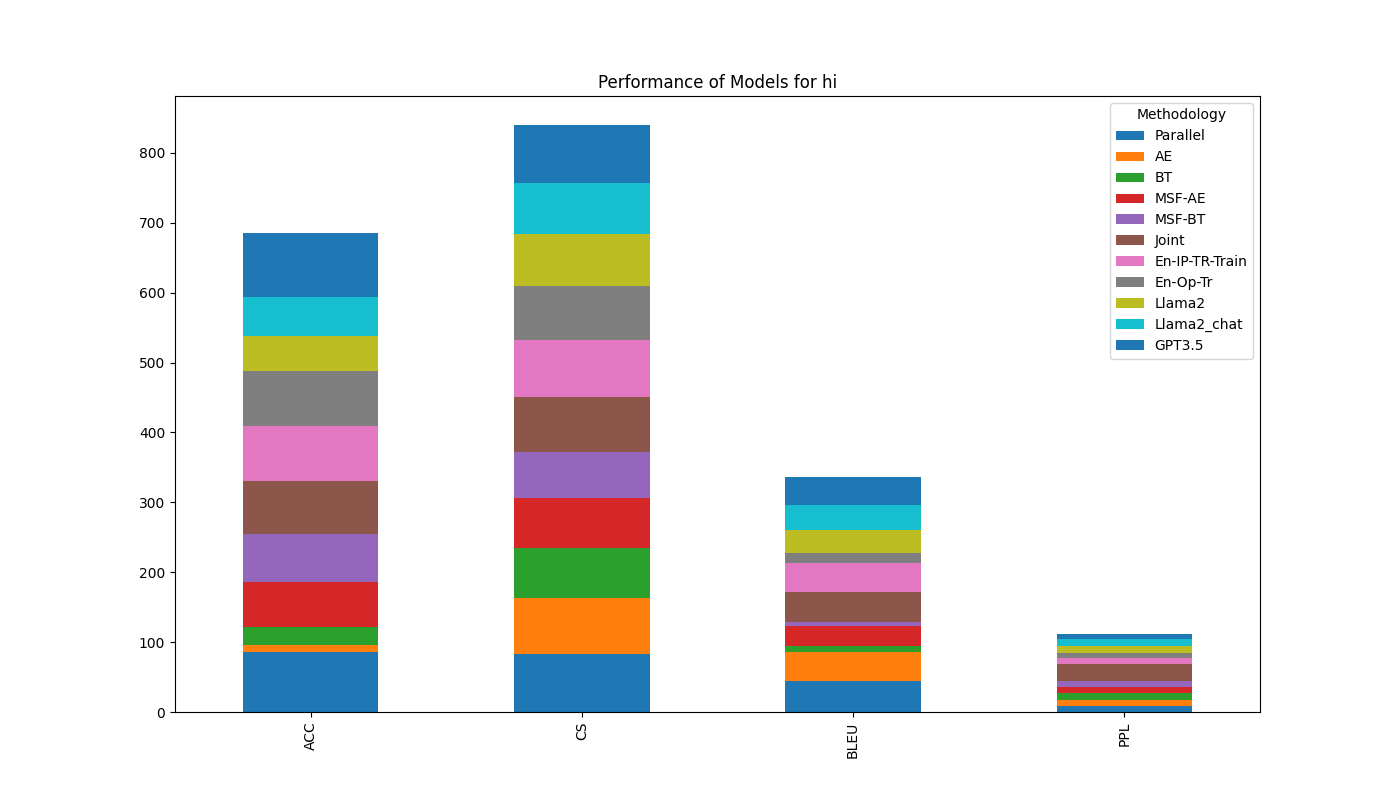 Performance of Models for hi
Methodology
Parallel
AE
BT
MSF-AE
MSF-BT
Joint
En-IP-TR-Train
En-Op-Tr
Llama2
Llama2_chat
GPT3.5
800
700
600
500
400
300
200
100
0
ACC
CS
BLEU
PPL